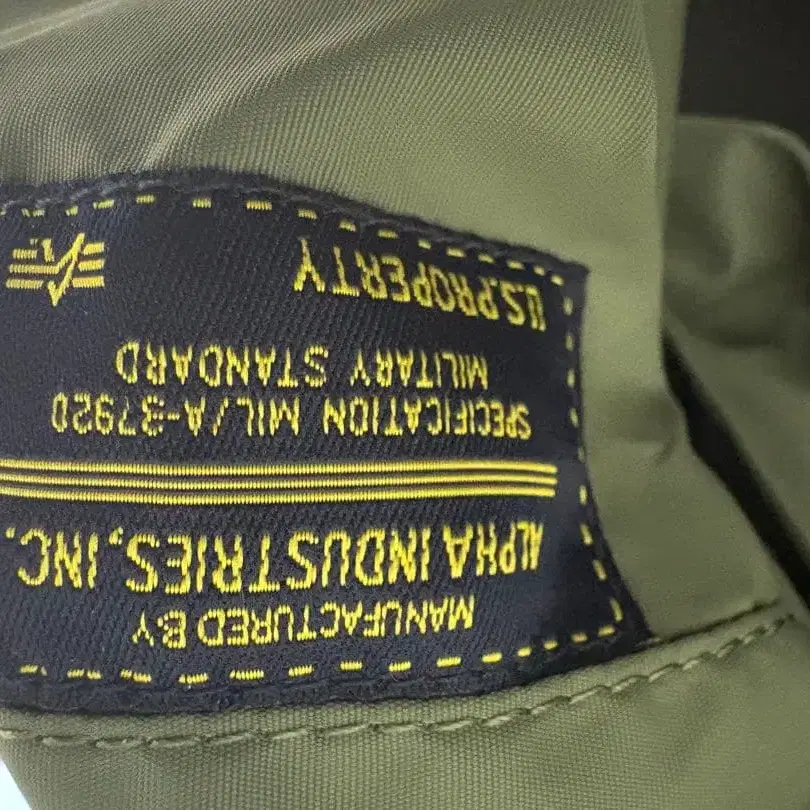 MANUFACTURED BY
ALPHA INDUSTRIES, INC.
SPECIFICATION MIL/A-37920
MILITARY STANDARD
U.S. PROPERTY